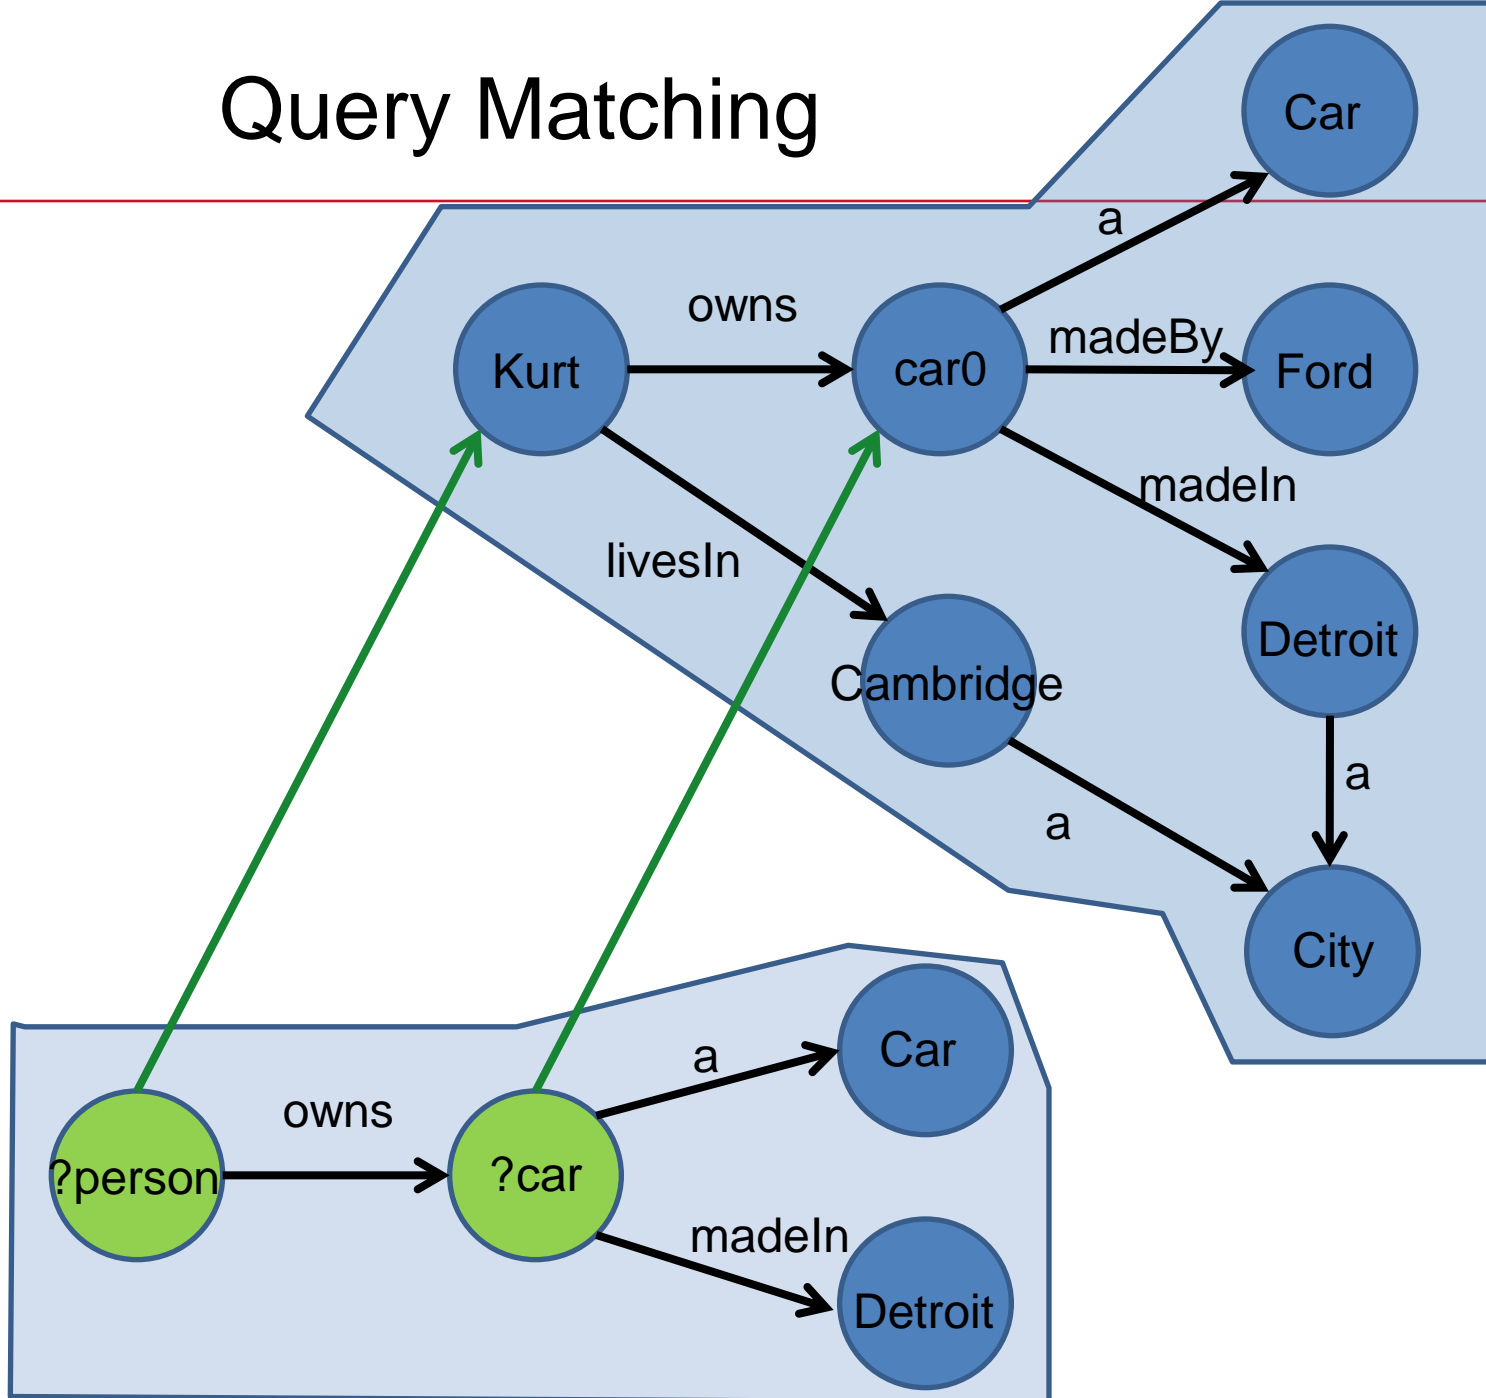 Query Matching
Car
a
owns
madeBy
Kurt
car0
Ford
madeIn
livesIn
Detroit
Cambridge
a
a
City
Car
a
owns
?person
?car
madeIn
Detroit